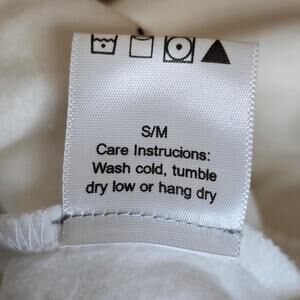 S/M
Care Instrucions:
Wash cold, tumble
dry low or hang dry